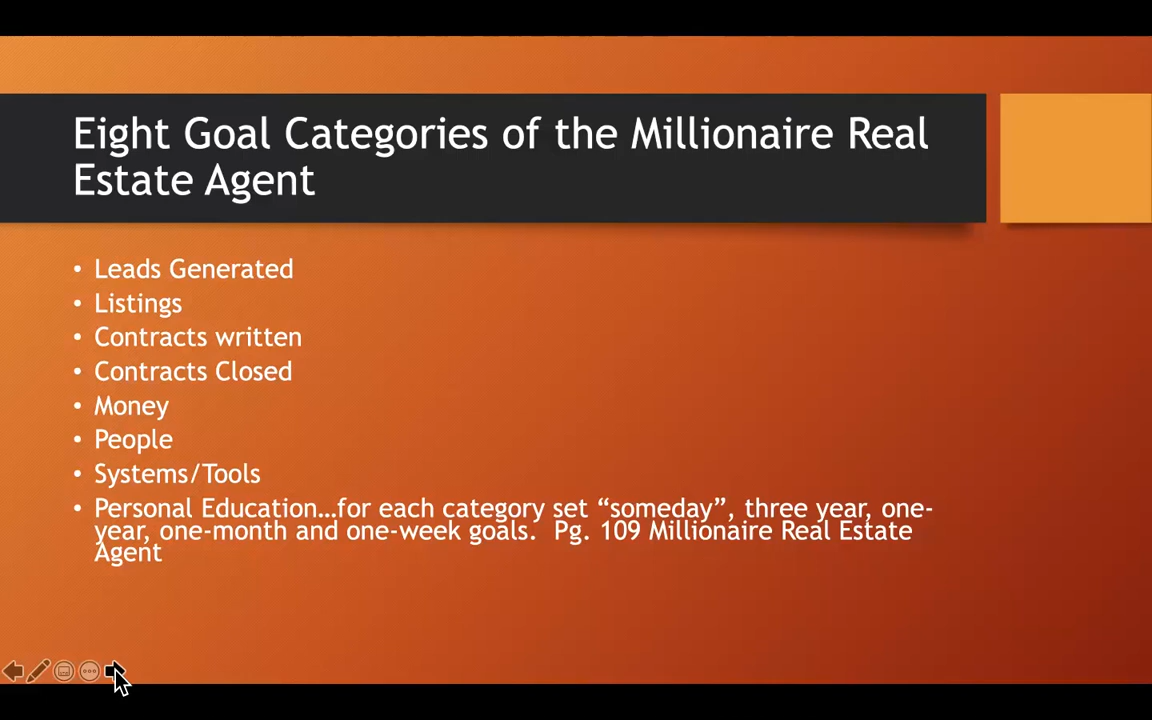 Eight Goal Categories of the Millionaire Real
Estate Agent
• Leads Generated
• Listings
• Contracts written
• Contracts Closed
• Money
• People
• Systems/Tools
• Personal Education…for each category set “someday”, three year, one-
year, one-month and one-week goals.  Pg. 109 Millionaire Real Estate
Agent